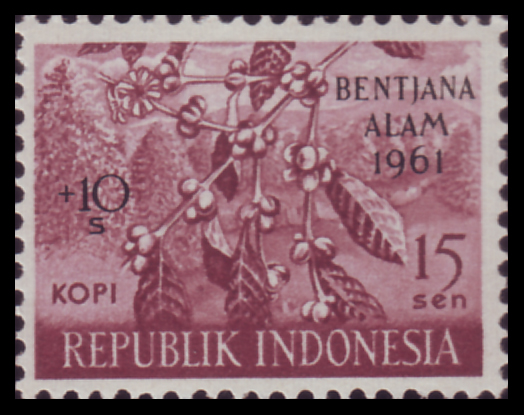 BENTJANA
ALAM
1961
+10
s
15
sen
KOPI
REPUBLIK INDONESIA